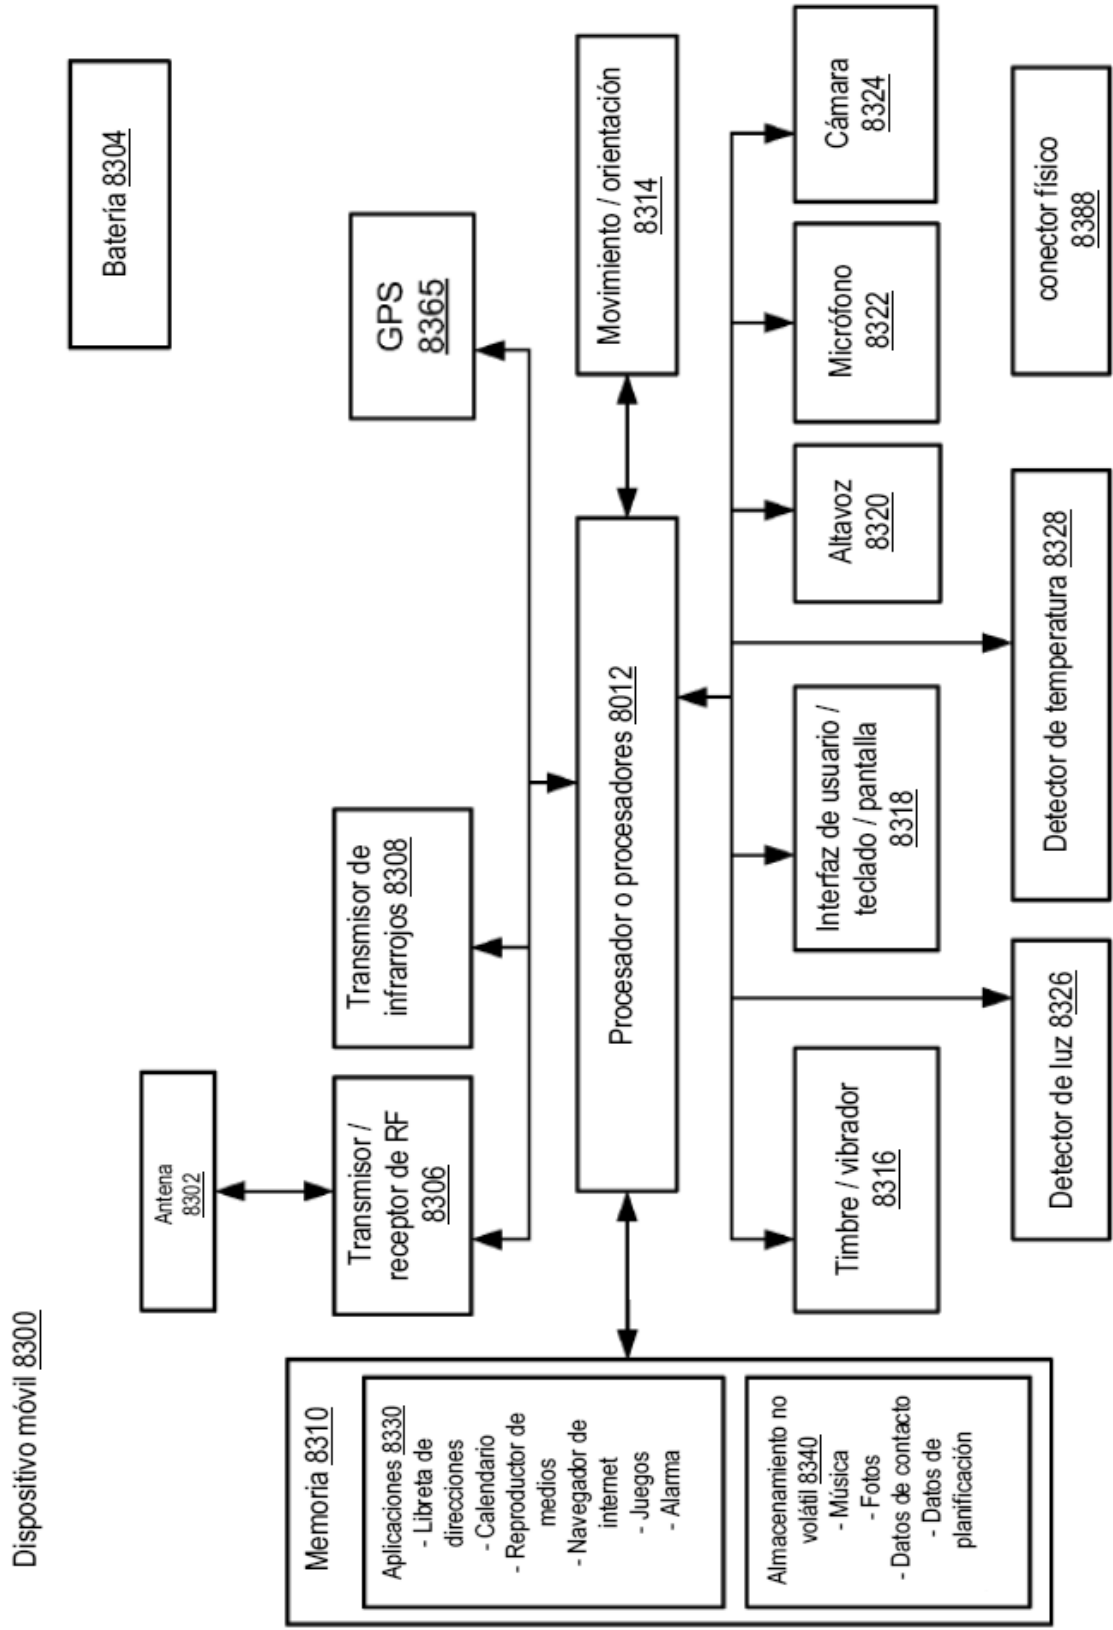 Dispositivo móvil 8300
Batería 8304
Antena
8302
GPS
8365
Transmisor /
receptor de RF
8306
Transmisor de
infrarrojos 8308
Memoria 8310
Aplicaciones 8330
- Libreta de
direcciones
- Calendario
- Reproductor de
medios
- Navegador de
internet
- Juegos
- Alarma
Almacenamiento no
volátil 8340
- Música
- Fotos
- Datos de contacto
- Datos de
planificación
Procesador o procesadores 8012
Movimiento / orientación
8314
Timbre / vibrador
8316
Interfaz de usuario /
teclado / pantalla
8318
Altavoz
8320
Micrófono
8322
Cámara
8324
Detector de luz 8326
Detector de temperatura 8328
conector físico
8388